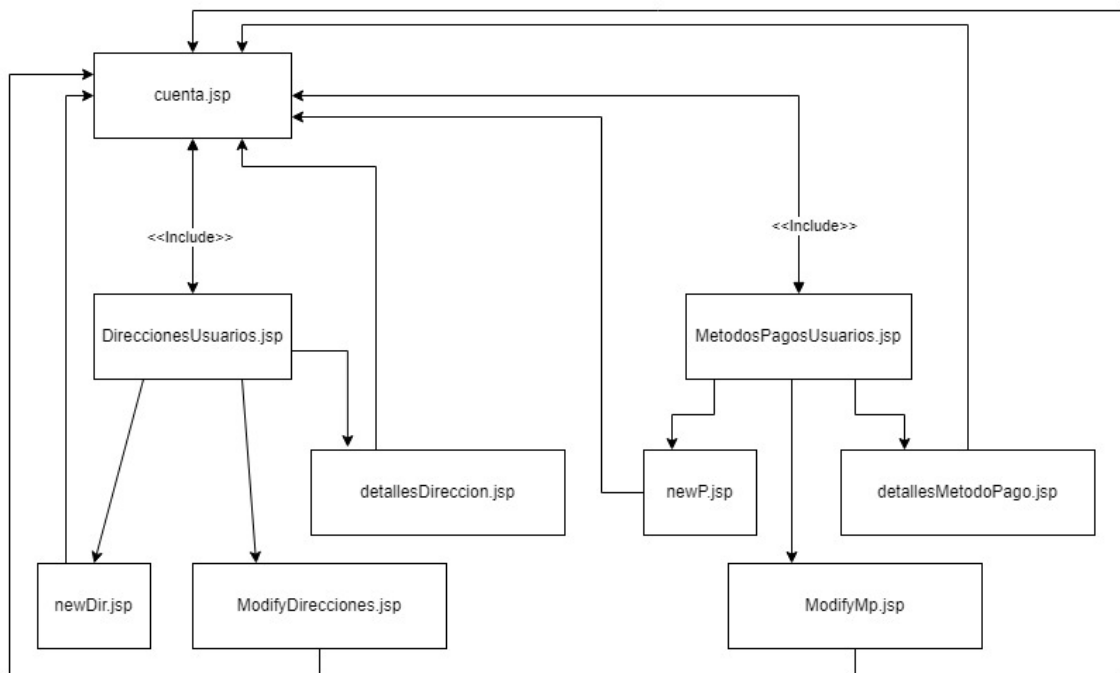 cuenta.jsp
<<Include>>
<<Include>>
DireccionesUsuarios.jsp
MetodosPagosUsuarios.jsp
detallesDireccion.jsp
newP.jsp
detallesMetodoPago.jsp
newDir.jsp
ModifyDirecciones.jsp
ModifyMp.jsp